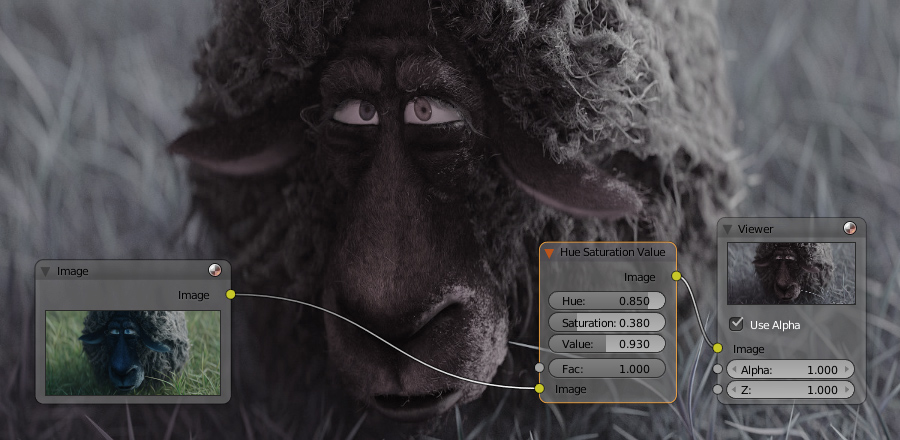 Image
Image
Hue Saturation Value
Image
Hue: 0.850
Saturation: 0.380
Value: 0.930
Fac: 1.000
Image
Viewer
Use Alpha
Image
Alpha: 1.000
Z: 1.000